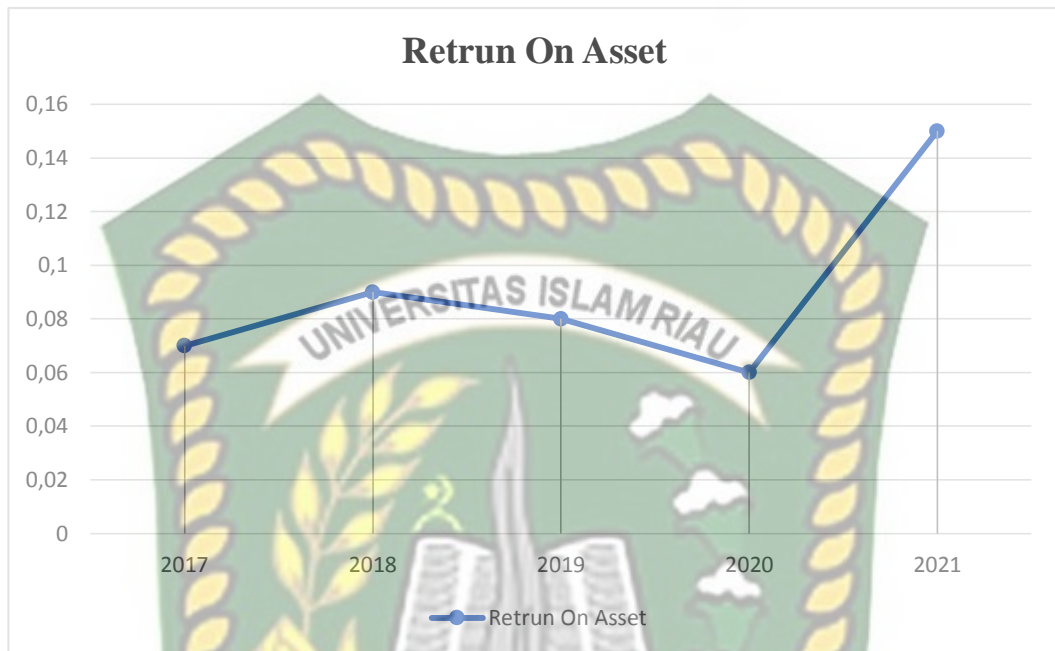 Retrun On Asset
0,16
0,14
0,12
0,1
0,08
0,06
0,04
0,02
0
UNIVERSITAS ISLAM RIAU
2017 2018 2019 2020 2021
Retrun On Asset